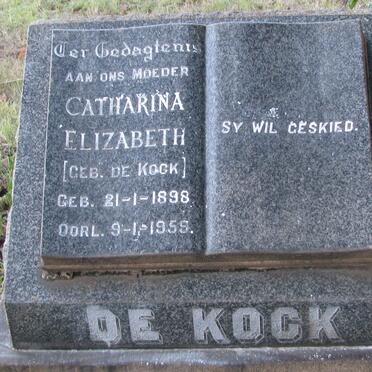 Ter Gedagtenis
AAN ONS MOEDER
CATHARINA
ELIZABETH
[GEB. DE KOCK]
GEB. 21-1-1898
OORL. 9-1-1959.
SY WIL GESKIED.
DE KOCK